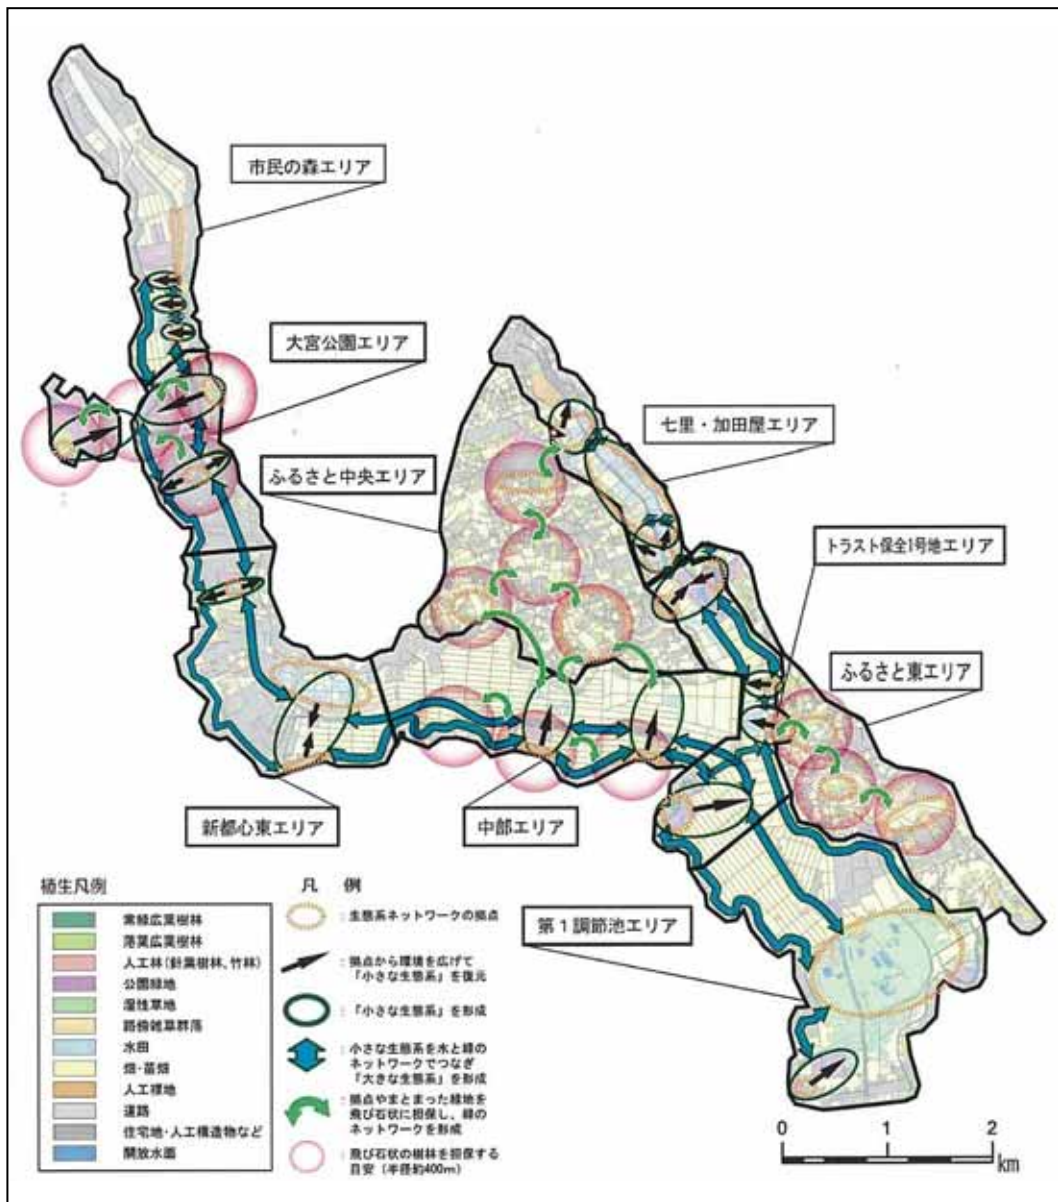 市民の森エリア
大宮公園エリア
七里・加田屋エリア
ふるさと中央エリア
トラスト保全1号地エリア
ふるさと東エリア
新都心東エリア
中部エリア
第1調節池エリア
植生凡例
常緑広葉樹林
落葉広葉樹林
人工林(針葉樹林、竹林)
公園緑地
湿性草地
路傍雑草群落
水田
畑・苗畑
人工裸地
道路
住宅地・人工構造物など
開放水面
凡 例
:生態系ネットワークの拠点
:拠点から環境を広げて
「小さな生態系」を復元
:「小さな生態系」を形成
:小さな生態系を水と緑の
ネットワークでつなぎ
「大きな生態系」を形成
:拠点やまとまった緑地を
飛び石状に担保し、緑の
ネットワークを形成
:飛び石状の樹林を担保する
目安(半径約400m)
0 1 2
km